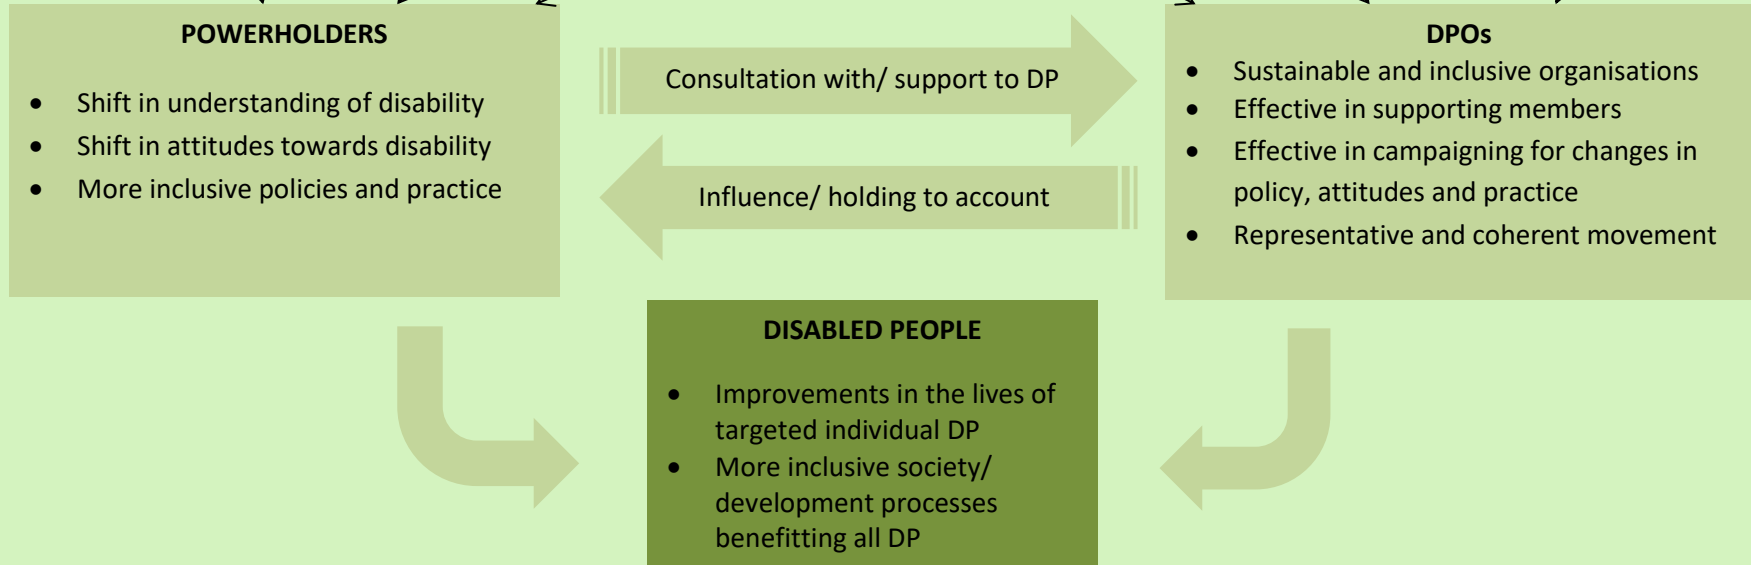 POWERHOLDERS
• Shift in understanding of disability
• Shift in attitudes towards disability
• More inclusive policies and practice
Consultation with/ support to DP
Influence/ holding to account
DPOs
• Sustainable and inclusive organisations
• Effective in supporting members
• Effective in campaigning for changes in
policy, attitudes and practice
• Representative and coherent movement
DISABLED PEOPLE
• Improvements in the lives of
targeted individual DP
• More inclusive society/
development processes
benefitting all DP